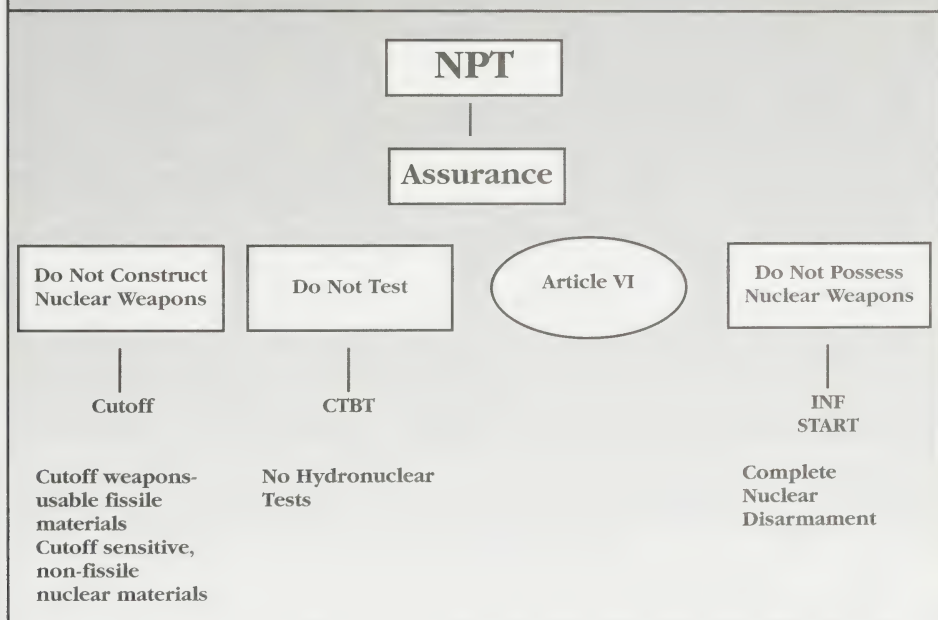 NPT
Assurance
Do Not Construct
Nuclear Weapons
Do Not Test
Article VI
Do Not Possess
Nuclear Weapons
Cutoff
CTBT
INF
START
Cutoff weapons-
usable fissile
materials
Cutoff sensitive,
non-fissile
nuclear materials
No Hydronuclear
Tests
Complete
Nuclear
Disarmament